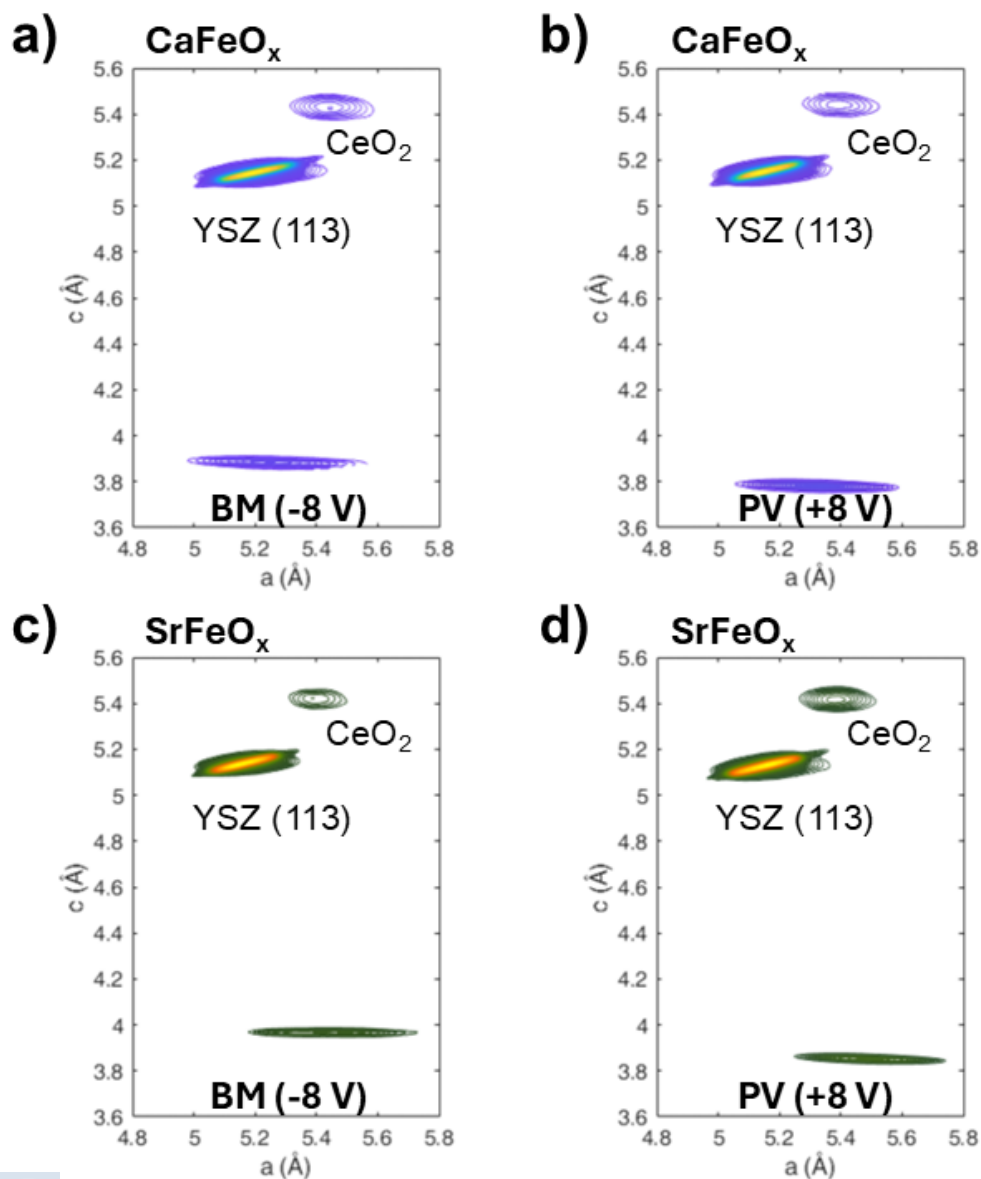 a) CaFeOx
5.6
5.4
5.2
5
4.8
4.6
4.4
4.2
4
3.8
3.6
c (Å)
CeO2
YSZ (113)
BM (-8 V)
4.8 5 5.2 5.4 5.6 5.8
a (Å)
b) CaFeOx
5.6
5.4
5.2
5
4.8
4.6
4.4
4.2
4
3.8
3.6
c (Å)
CeO2
YSZ (113)
PV (+8 V)
4.8 5 5.2 5.4 5.6 5.8
a (Å)
c) SrFeOx
5.6
5.4
5.2
5
4.8
4.6
4.4
4.2
4
3.8
3.6
c (Å)
CeO2
YSZ (113)
BM (-8 V)
4.8 5 5.2 5.4 5.6 5.8
a (Å)
d) SrFeOx
5.6
5.4
5.2
5
4.8
4.6
4.4
4.2
4
3.8
3.6
c (Å)
CeO2
YSZ (113)
PV (+8 V)
4.8 5 5.2 5.4 5.6 5.8
a (Å)